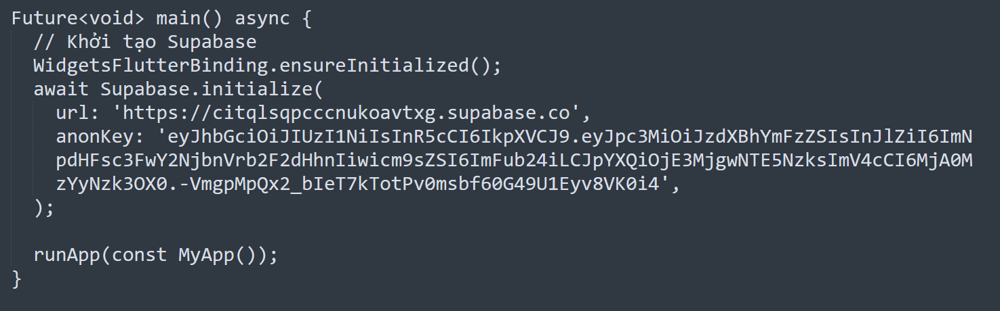 Future<void> main() async {
// Khởi tạo Supabase
WidgetsFlutterBinding.ensureInitialized();
await Supabase.initialize(
url: 'https://citqlsqpcccnukoavtxg.supabase.co',
anonKey: 'eyJhbGciOiJIUzI1NiIsInR5cCI6IkpXVCJ9.eyJpc3MiOiJzdXBhYmFzZSIsInJlZiI6ImN
pdHFsc3FwY2NjbnVrb2F2dHhnIiwicm9sZSI6ImFub24iLCJpYXQiOjE3MjgwNTE5NzksImV4cCI6MjA0M
zYyNzk3OX0.-VmgpMpQx2_bIeT7kTotPv0msbf60G49U1Eyv8VK0i4',
);
runApp(const MyApp());
}